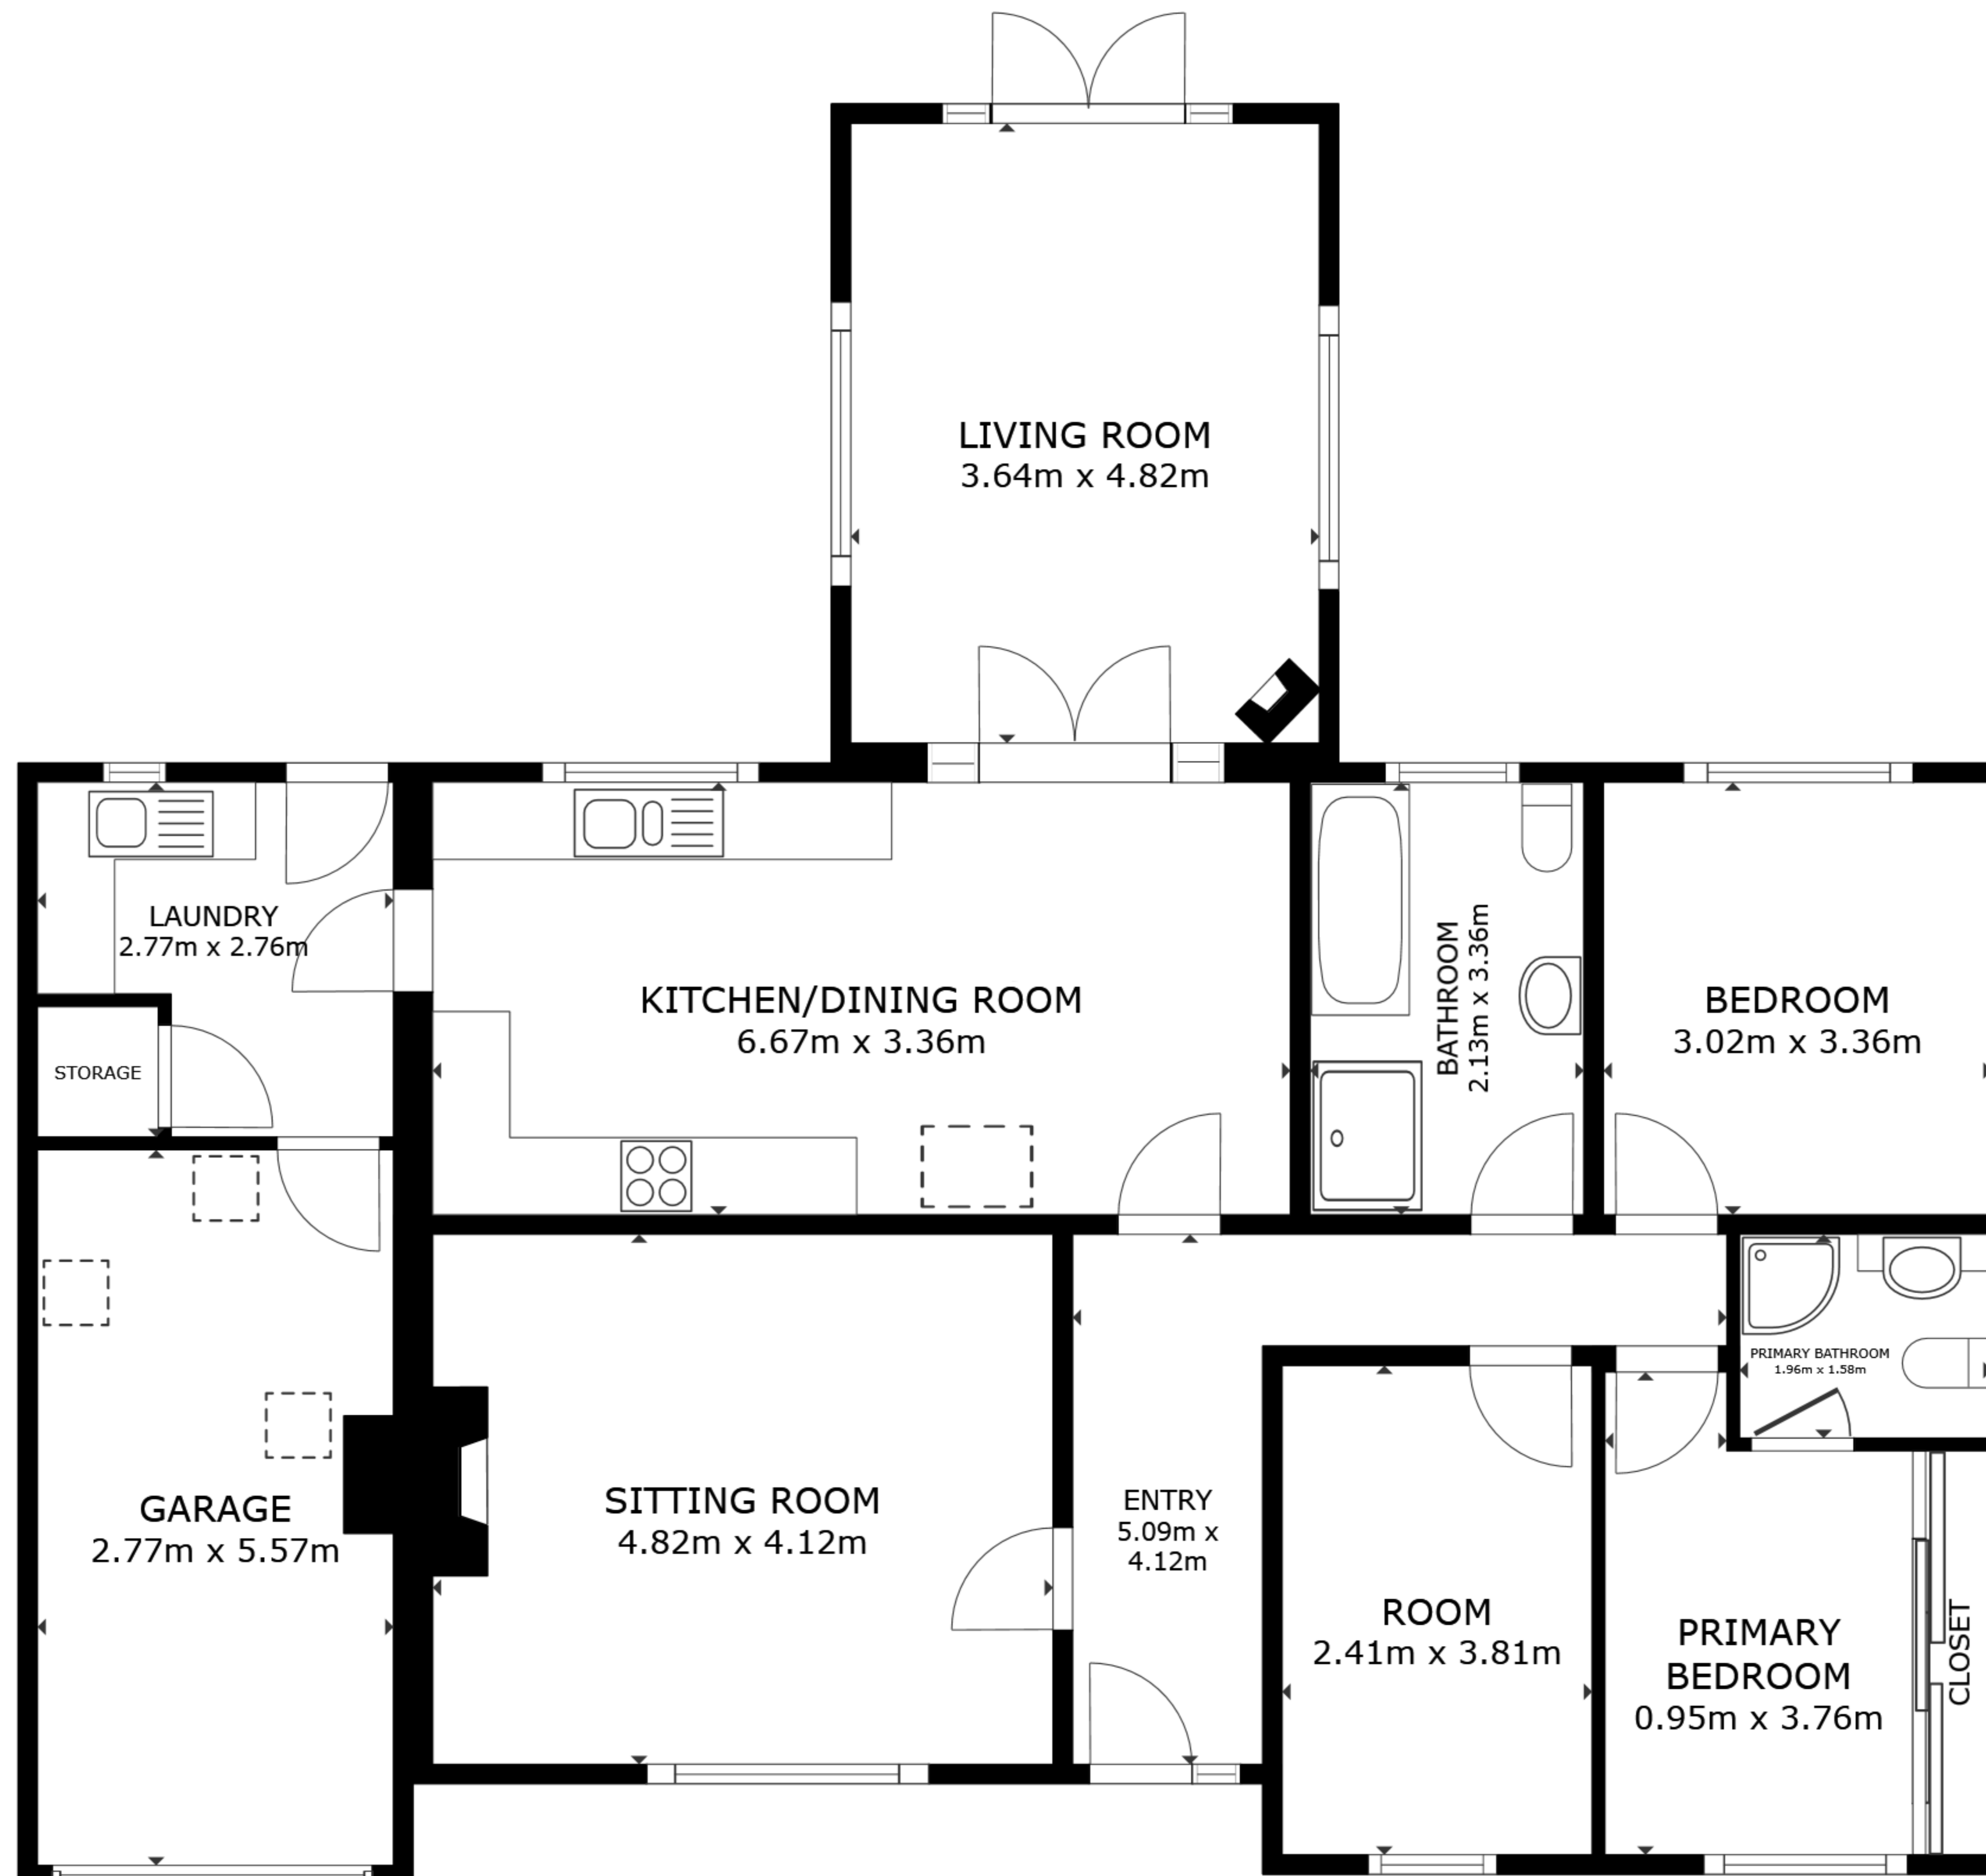 LIVING ROOM
3.64m x 4.82m
LAUNDRY
2.77m x 2.76m
STORAGE
KITCHEN/DINING ROOM
6.67m x 3.36m
BATHROOM
2.13m x 3.36m
BEDROOM
3.02m x 3.36m
PRIMARY BATHROOM
1.96m x 1.58m
GARAGE
2.77m x 5.57m
SITTING ROOM
4.82m x 4.12m
ENTRY
5.09m x
4.12m
ROOM
2.41m x 3.81m
PRIMARY
BEDROOM
0.95m x 3.76m
CLOSET